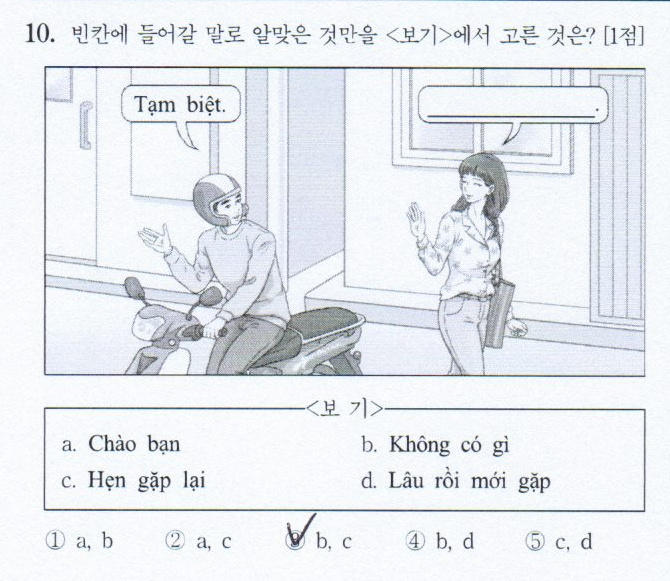 10. 빈칸에 들어갈 말로 알맞은 것만을 <보기>에서 고른 것은? [1점]
Tạm biệt.
.
<보 기>
a. Chào bạn b. Không có gì
c. Hẹn gặp lại d. Lâu rồi mới gặp
① a, b ② a, c ③ b, c ④ b, d ⑤ c, d